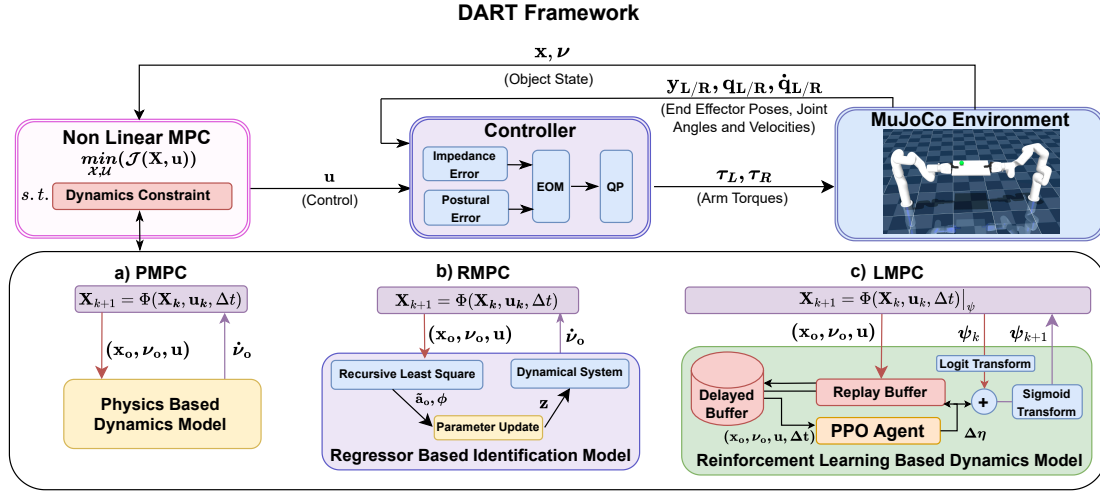 DART Framework
x, ν
(Object State)
y_L/R, q_L/R, q̇_L/R
(End Effector Poses, Joint
Angles and Velocities)
Non Linear MPC
min(𝒥(X, u))
𝒳,𝒰
s.t.
Dynamics Constraint
u
(Control)
Controller
Impedance
Error
Postural
Error
EOM
QP
τ_L, τ_R
(Arm Torques)
MuJoCo Environment
a) PMPC
X_{k+1} = Φ(X_k, u_k, Δt)
(x_o, ν_o, u)
ν̇_o
Physics Based
Dynamics Model
b) RMPC
X_{k+1} = Φ(X_k, u_k, Δt)
(x_o, ν_o, u)
ν̇_o
Recursive Least Square
Dynamical System
ã_o, ϕ
z
Parameter Update
Regressor Based Identification Model
c) LMPC
X_{k+1} = Φ(X_k, u_k, Δt)|_ψ
(x_o, ν_o, u)
ψ_k
ψ_{k+1}
Logit Transform
Delayed
Buffer
Replay Buffer
+
Sigmoid
Transform
(x_o, ν_o, u, Δt)
PPO Agent
Δη
Reinforcement Learning Based Dynamics Model